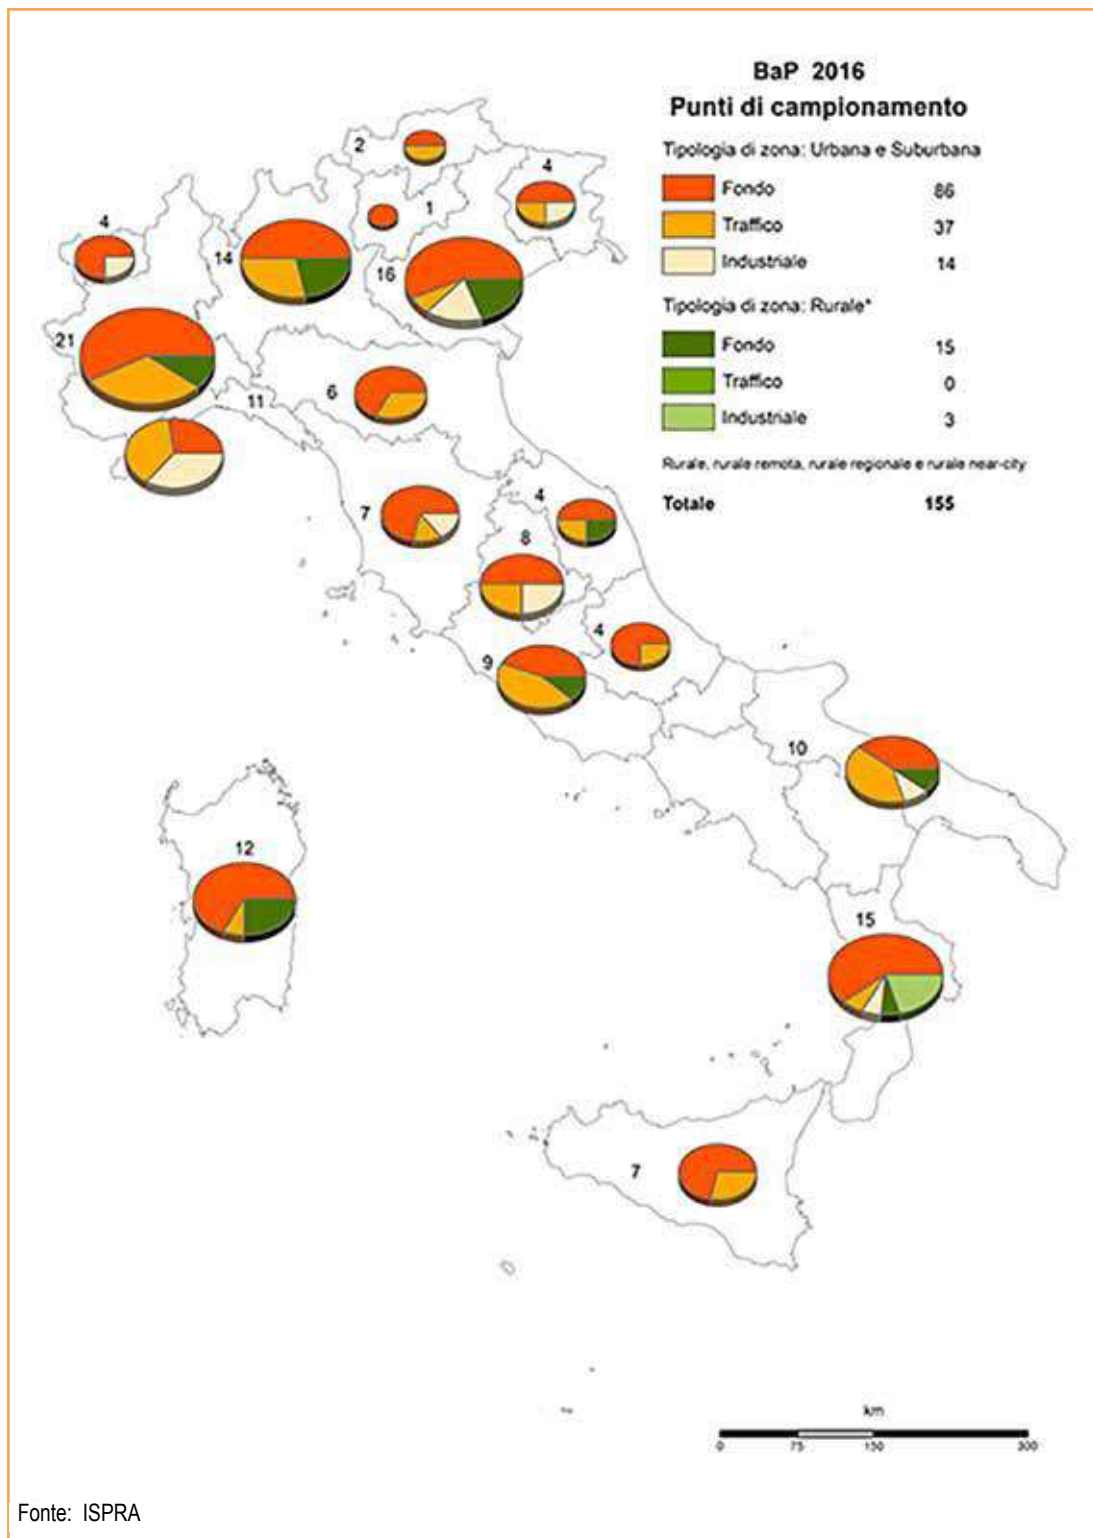 BaP 2016
Punti di campionamento
Tipologia di zona: Urbana e Suburbana
Fondo 86
Traffico 37
Industriale 14
Tipologia di zona: Rurale*
Fondo 15
Traffico 0
Industriale 3
Rurale, rurale remota, rurale regionale e rurale near-city
Totale 155
2
4
4
1
14
16
21
6
11
7
4
8
4
9
10
12
15
7
km
0 75 150 300
Fonte: ISPRA